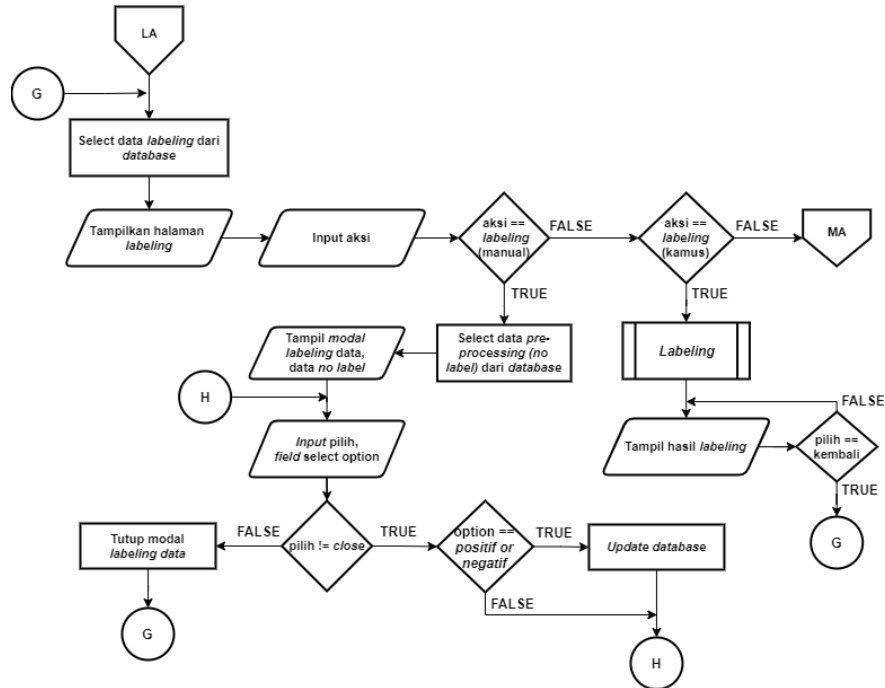 LA
G
Select data labeling dari
database
Tampilkan halaman
labeling
Input aksi
aksi ==
labeling
(manual)
FALSE
aksi ==
labeling
(kamus)
FALSE
MA
TRUE
TRUE
Tampil modal
labeling data,
data no label
Select data pre-
processing (no
label) dari database
Labeling
H
FALSE
Input pilih,
field select option
Tampil hasil labeling
pilih ==
kembali
TRUE
Tutup modal
labeling data
FALSE
pilih != close
TRUE
option ==
positif or
negatif
TRUE
Update database
G
FALSE
G
H